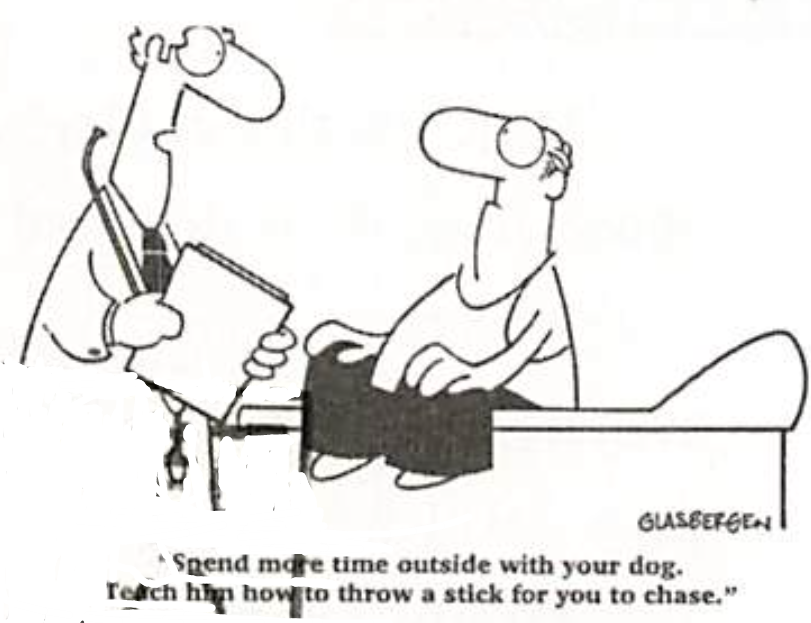 GLASBERGEN
Spend more time outside with your dog.
Teach him how to throw a stick for you to chase.”